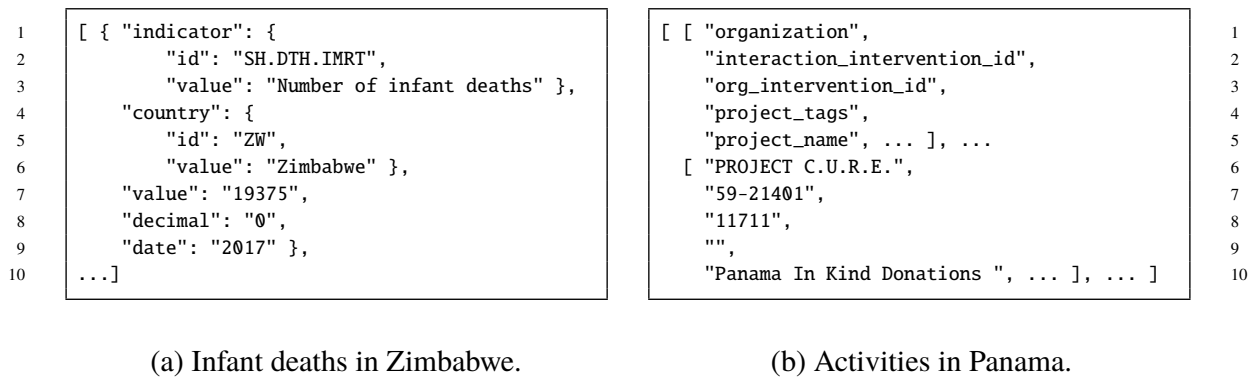 1 [ { "indicator": {
2 "id": "SH.DTH.IMRT",
3 "value": "Number of infant deaths" },
4 "country": {
5 "id": "ZW",
6 "value": "Zimbabwe" },
7 "value": "19375",
8 "decimal": "0",
9 "date": "2017" },
10 ...]
(a) Infant deaths in Zimbabwe.
[ [ "organization", 1
"interaction_intervention_id", 2
"org_intervention_id", 3
"project_tags", 4
"project_name", ... ], ... 5
[ "PROJECT C.U.R.E.", 6
"59-21401", 7
"11711", 8
"", 9
"Panama In Kind Donations ", ... ], ... ] 10
(b) Activities in Panama.